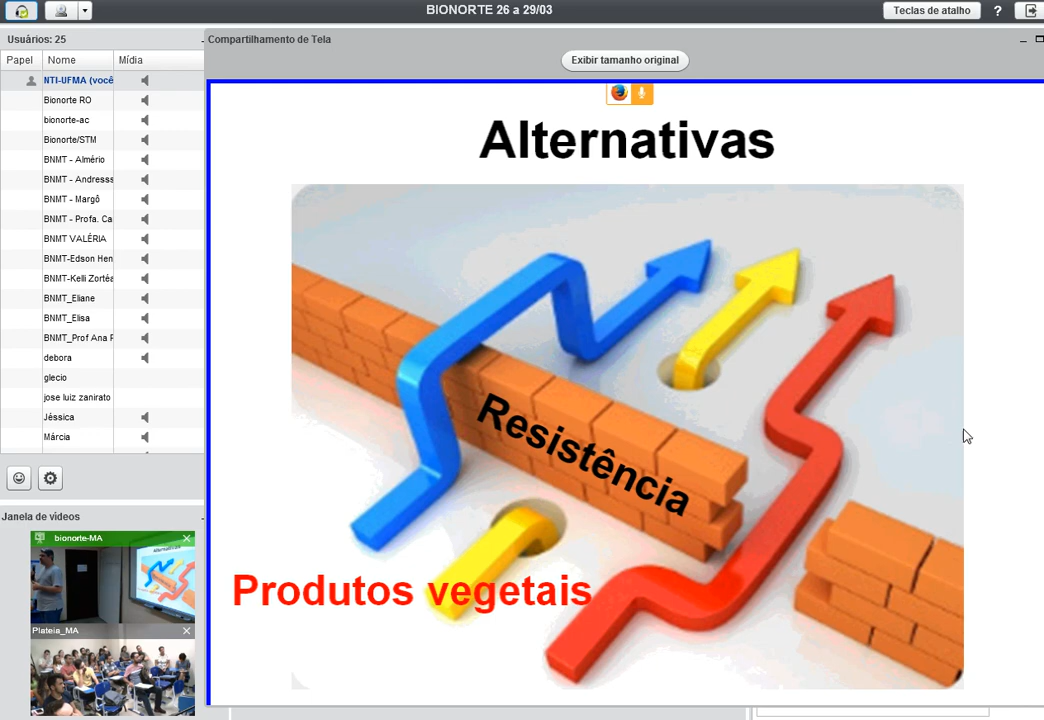 BIONORTE 26 a 29/03
Teclas de atalho
?
Usuários: 25
Compartilhamento de Tela
Papel Nome Mídia
Exibir tamanho original
NTI-UFMA (você
Bionorte RO
bionorte-ac
Bionorte/STM
BNMT - Almério
BNMT - Andresss
BNMT - Margô
BNMT - Profa. Ca
BNMT VALÉRIA
BNMT-Edson Hen
BNMT-Kelli Zortéa
BNMT_Eliane
BNMT_Elisa
BNMT_Prof Ana P
debora
glecio
jose luiz zanirato
Jéssica
Márcia
Alternativas
Resistência
Produtos vegetais
Janela de videos
bionorte-MA
Alternativas
Plateia_MA